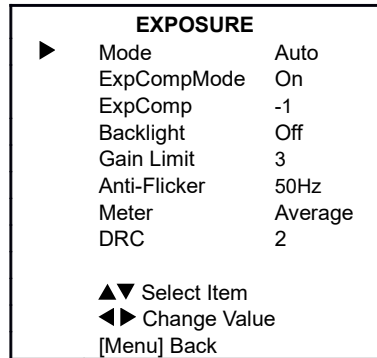 EXPOSURE
▶ Mode Auto
ExpCompMode On
ExpComp -1
Backlight Off
Gain Limit 3
Anti-Flicker 50Hz
Meter Average
DRC 2
▲▼ Select Item
◀▶ Change Value
[Menu] Back